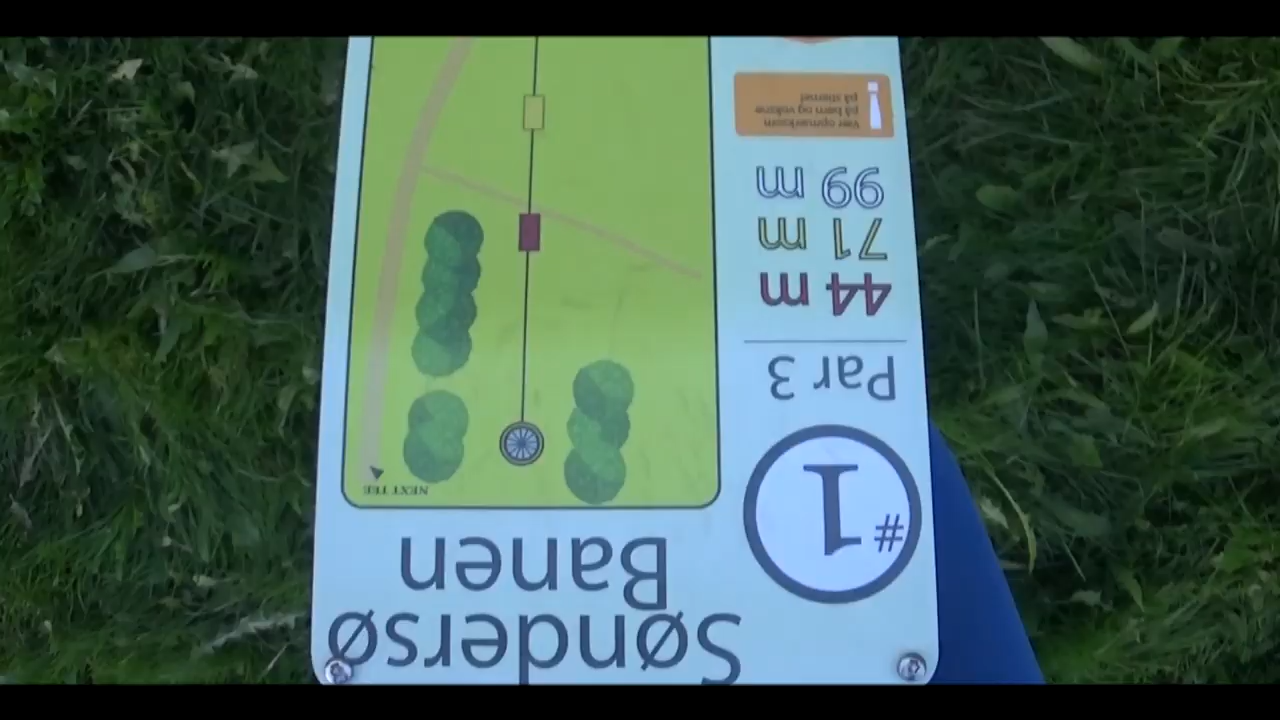 Søndersø
Banen
#1
NEXT TEE
Par 3
44 m
71 m
99 m
Vær opmærksom
på børn og voksne
på stierne!